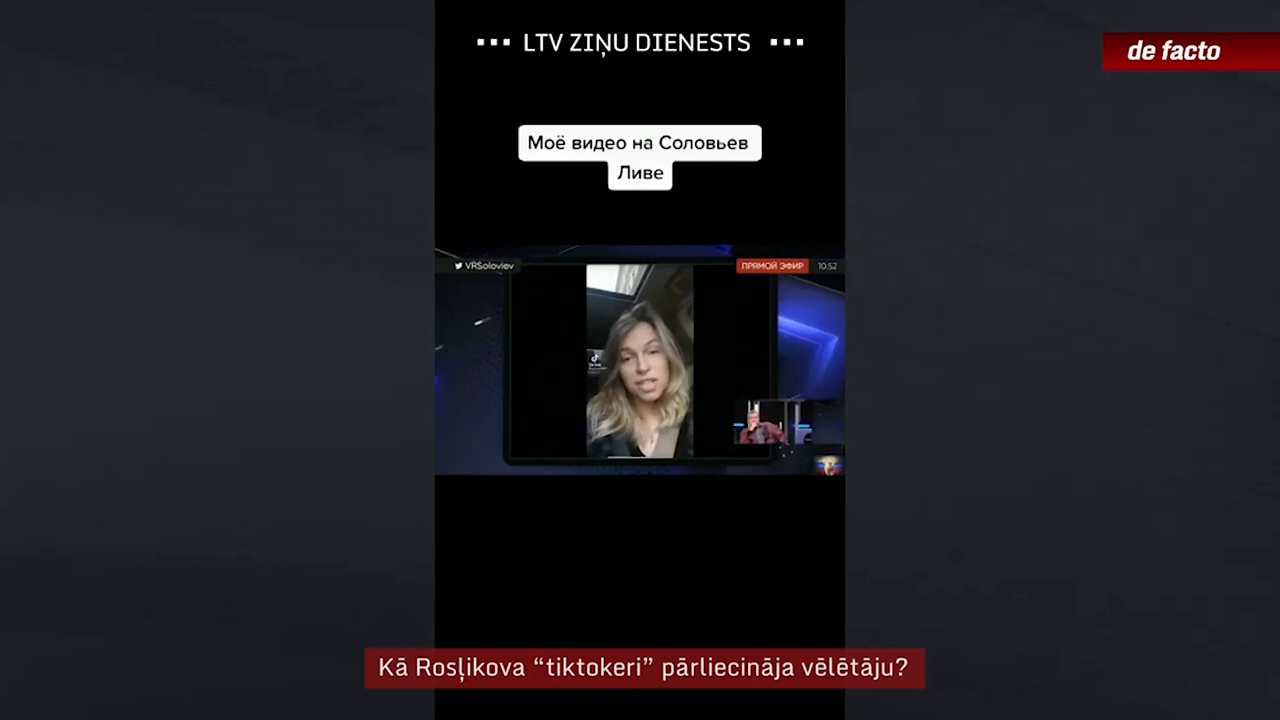 LTV ZIŅU DIENESTS
de facto
Моё видео на Соловьев
Ливе
VRSoloviev
ПРЯМОЙ ЭФИР
10:52
Kā Rosļikova “tiktokeri” pārliecināja vēlētāju?